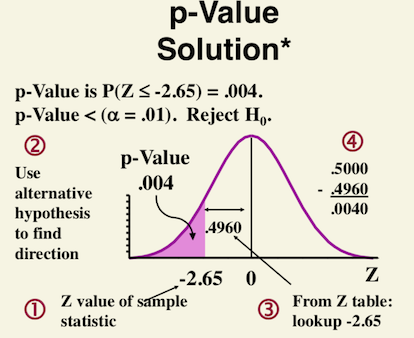 p-Value
Solution*
p-Value is P(Z ≤ -2.65) = .004.
p-Value < (α = .01). Reject H₀.
②
Use
alternative
hypothesis
to find
direction
p-Value
.004
④
.5000
- .4960
.0040
.4960
-2.65 0 Z
① Z value of sample
statistic
③ From Z table:
lookup -2.65